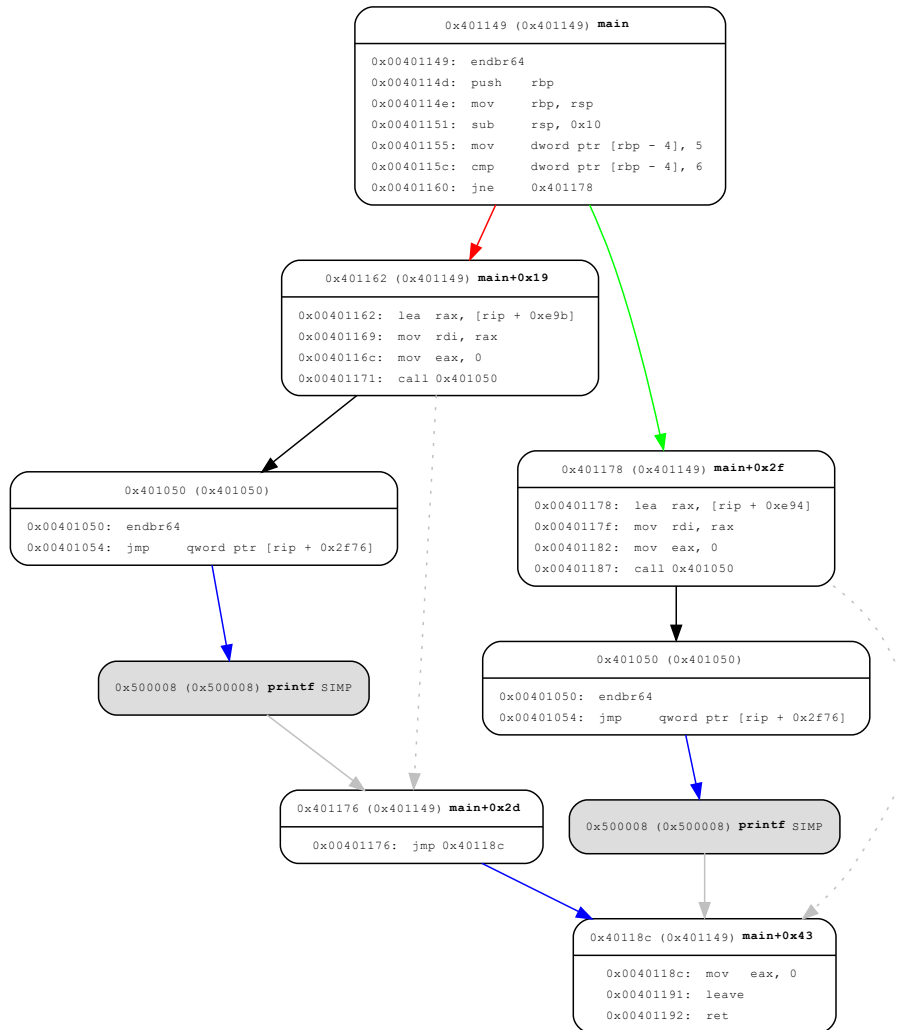 0x401149 (0x401149) main
0x00401149: endbr64
0x0040114d: push rbp
0x0040114e: mov rbp, rsp
0x00401151: sub rsp, 0x10
0x00401155: mov dword ptr [rbp - 4], 5
0x0040115c: cmp dword ptr [rbp - 4], 6
0x00401160: jne 0x401178
0x401162 (0x401149) main+0x19
0x00401162: lea rax, [rip + 0xe9b]
0x00401169: mov rdi, rax
0x0040116c: mov eax, 0
0x00401171: call 0x401050
0x401050 (0x401050)
0x00401050: endbr64
0x00401054: jmp qword ptr [rip + 0x2f76]
0x401178 (0x401149) main+0x2f
0x00401178: lea rax, [rip + 0xe94]
0x0040117f: mov rdi, rax
0x00401182: mov eax, 0
0x00401187: call 0x401050
0x500008 (0x500008) printf SIMP
0x401050 (0x401050)
0x00401050: endbr64
0x00401054: jmp qword ptr [rip + 0x2f76]
0x401176 (0x401149) main+0x2d
0x00401176: jmp 0x40118c
0x500008 (0x500008) printf SIMP
0x40118c (0x401149) main+0x43
0x0040118c: mov eax, 0
0x00401191: leave
0x00401192: ret